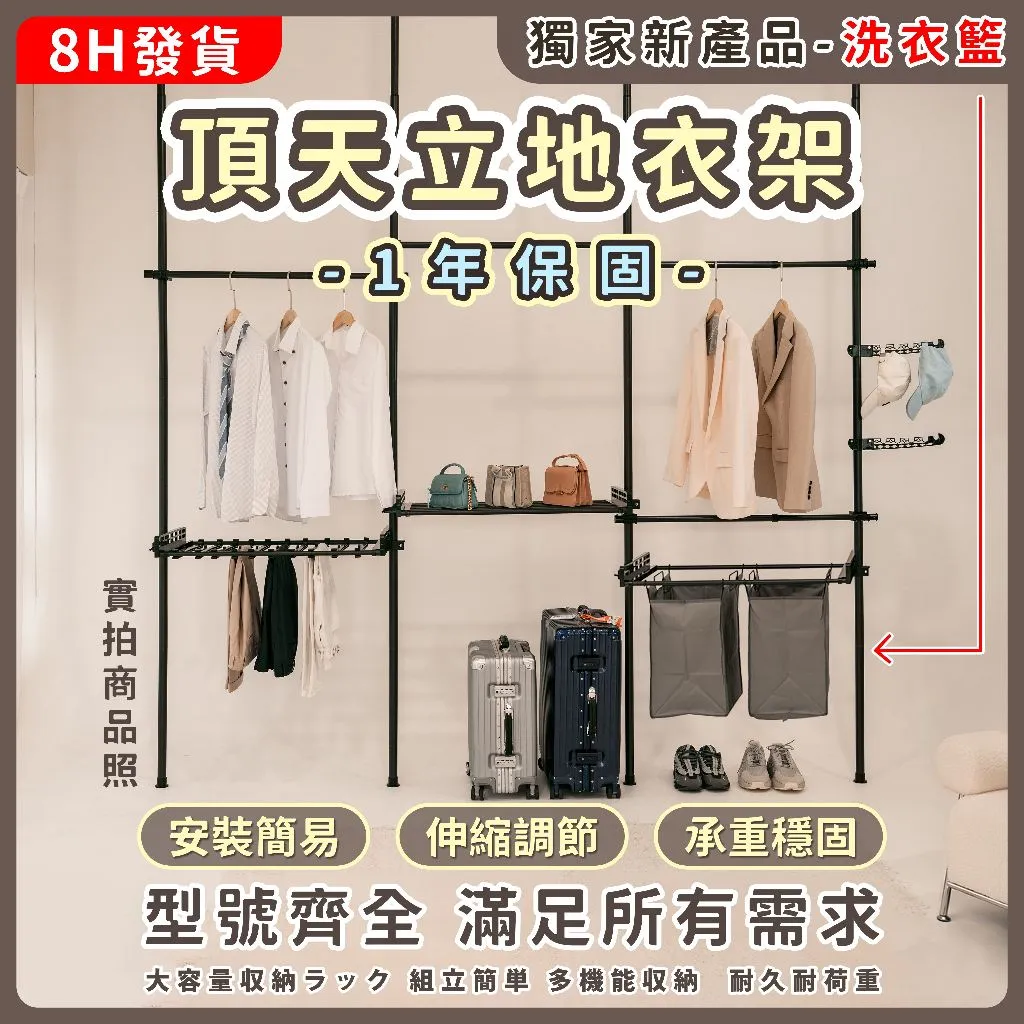 8H發貨
獨家新產品-洗衣籃
頂天立地衣架
-1年保固-
實拍商品照
安裝簡易 伸縮調節 承重穩固
型號齊全 滿足所有需求
大容量収納ラック 組立簡単 多機能収納 耐久耐荷重